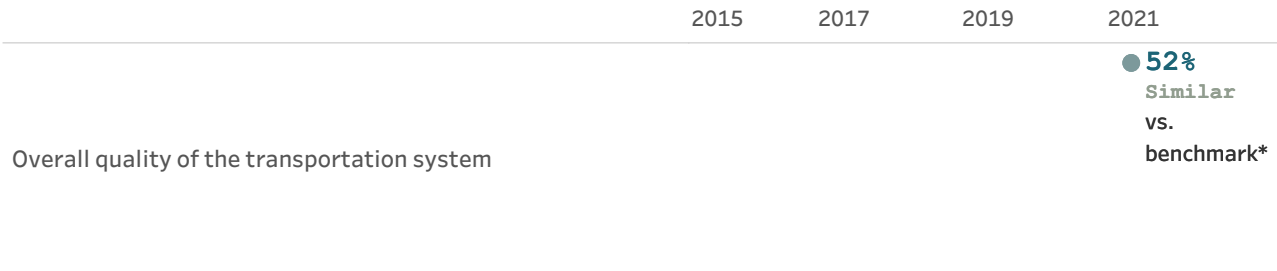 2015 2017 2019 2021
52%
Similar
vs.
benchmark*
Overall quality of the transportation system